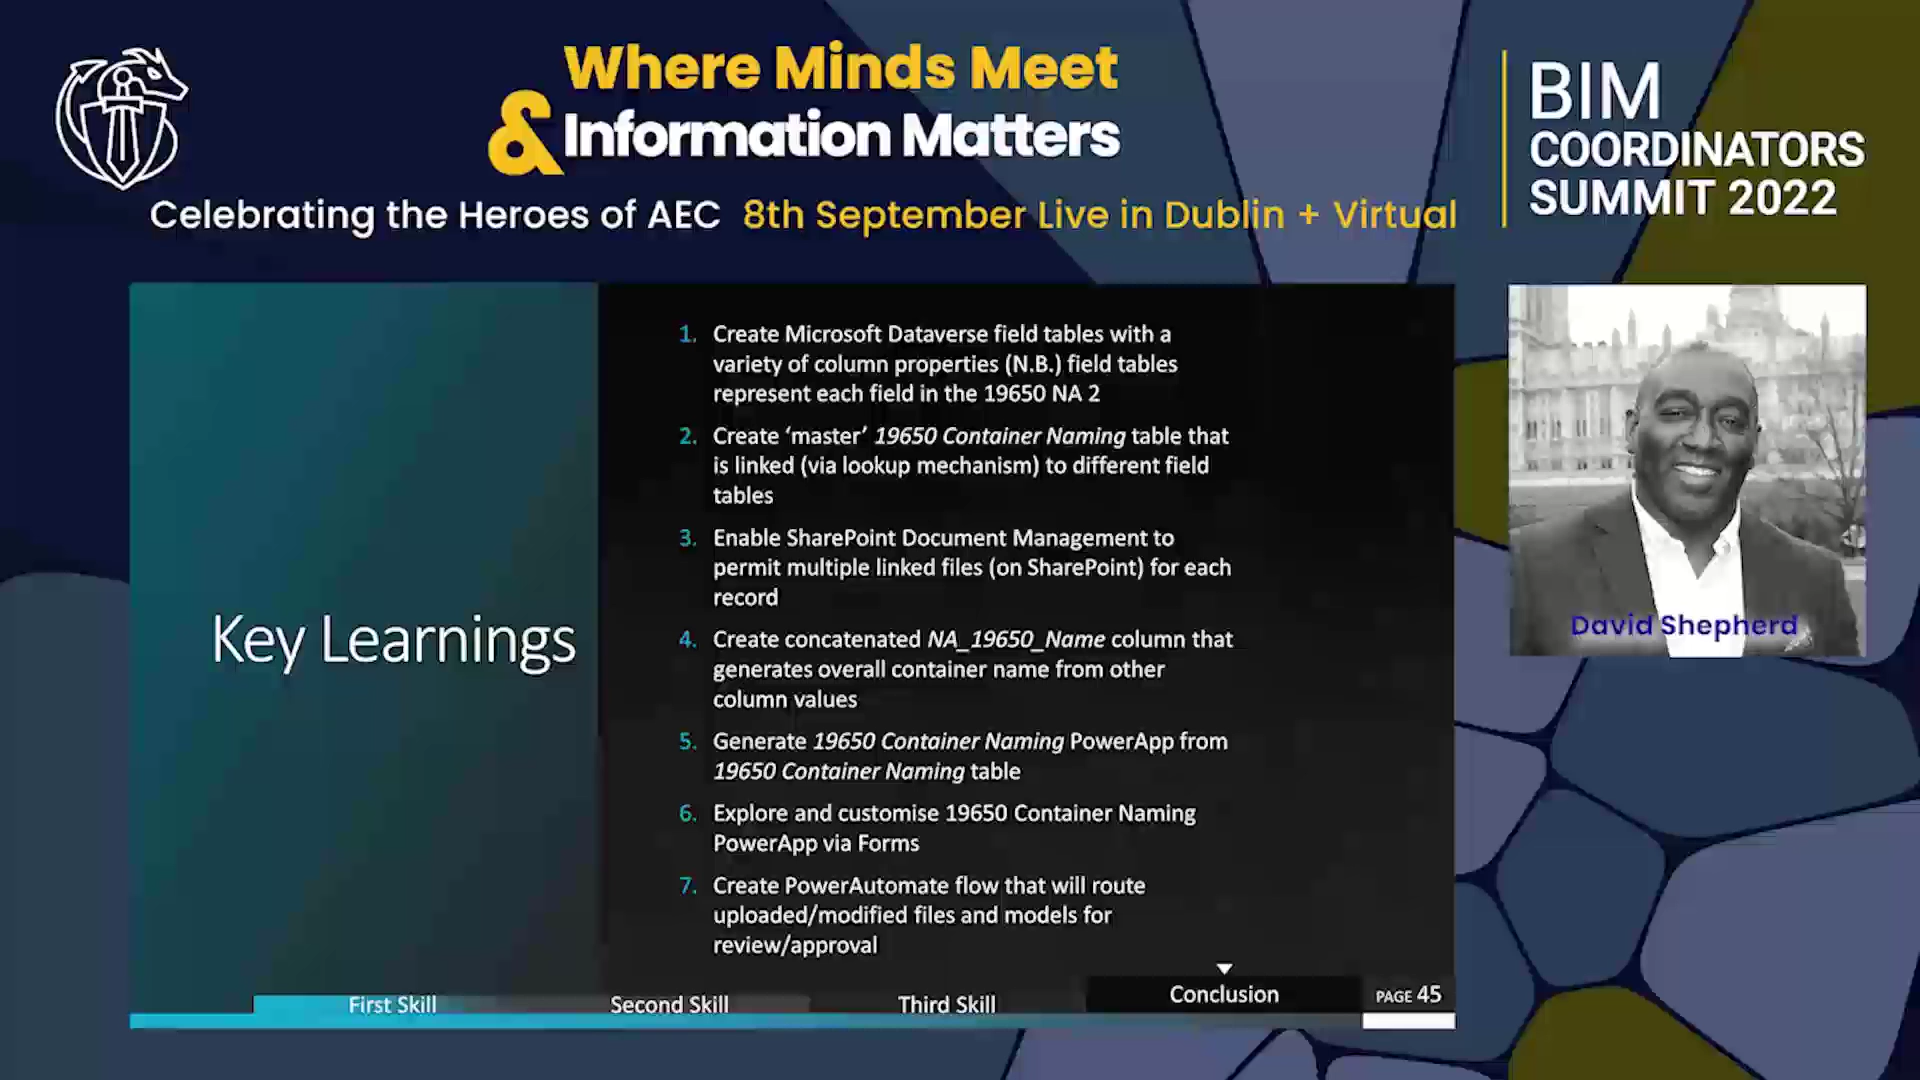 Where Minds Meet
& Information Matters
Celebrating the Heroes of AEC 8th September Live in Dublin + Virtual
BIM
COORDINATORS
SUMMIT 2022
Key Learnings
1. Create Microsoft Dataverse field tables with a
variety of column properties (N.B.) field tables
represent each field in the 19650 NA 2
2. Create ‘master’ 19650 Container Naming table that
is linked (via lookup mechanism) to different field
tables
3. Enable SharePoint Document Management to
permit multiple linked files (on SharePoint) for each
record
4. Create concatenated NA_19650_Name column that
generates overall container name from other
column values
5. Generate 19650 Container Naming PowerApp from
19650 Container Naming table
6. Explore and customise 19650 Container Naming
PowerApp via Forms
7. Create PowerAutomate flow that will route
uploaded/modified files and models for
review/approval
First Skill
Second Skill
Third Skill
Conclusion
PAGE 45
David Shepherd